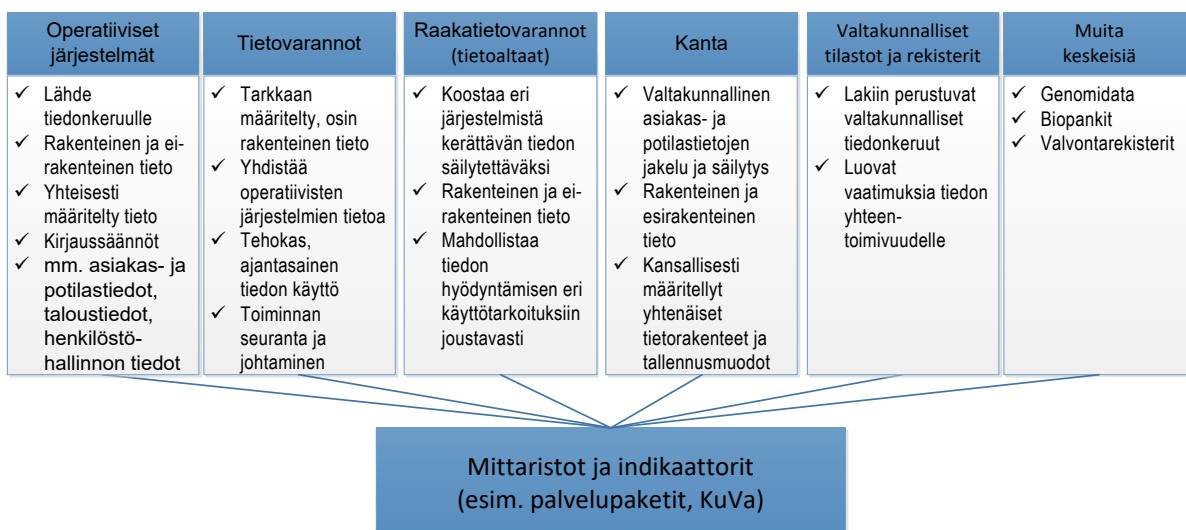 Operatiiviset
järjestelmät
✓ Lähde
tiedonkeruulle
✓ Rakenteinen ja ei-
rakenteinen tieto
✓ Yhteisesti
määritelty tieto
✓ Kirjaussäännöt
✓ mm. asiakas- ja
potilastiedot,
taloustiedot,
henkilöstö-
hallinnon tiedot
Tietovarannot
✓ Tarkkaan
määritelty, osin
rakenteinen tieto
✓ Yhdistää
operatiivisten
järjestelmien tietoa
✓ Tehokas,
ajantasainen
tiedon käyttö
✓ Toiminnan
seuranta ja
johtaminen
Raakatietovarannot
(tietoaltaat)
✓ Koostaa eri
järjestelmistä
kerättävän tiedon
säilytettäväksi
✓ Rakenteinen ja ei-
rakenteinen tieto
✓ Mahdollistaa
tiedon
hyödyntämisen eri
käyttötarkoituksiin
joustavasti
Kanta
✓ Valtakunnallinen
asiakas- ja
potilastietojen
jakelu ja säilytys
✓ Rakenteinen ja
esirakenteinen
tieto
✓ Kansallisesti
määritellyt
yhtenäiset
tietorakenteet ja
tallennusmuodot
Valtakunnalliset
tilastot ja rekisterit
✓ Lakiin perustuvat
valtakunnalliset
tiedonkeruut
✓ Luovat
vaatimuksia tiedon
yhteen-
toimivuudelle
Muita
keskeisiä
✓ Genomidata
✓ Biopankit
✓ Valvontarekisterit
Mittaristot ja indikaattorit
(esim. palvelupaketit, KuVa)